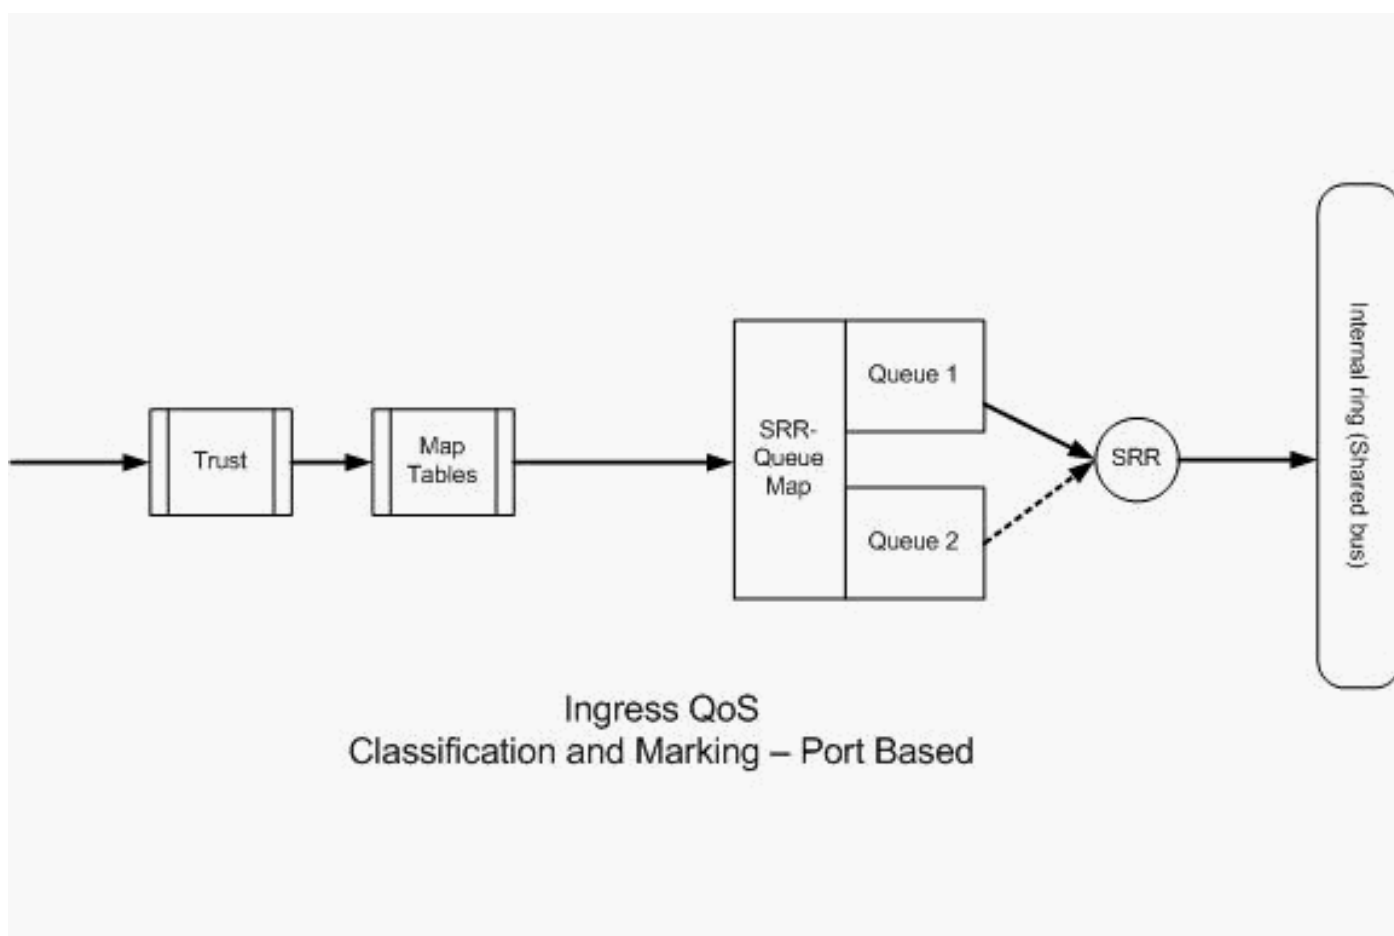 Trust
Map
Tables
SRR-
Queue
Map
Queue 1
Queue 2
SRR
Internal ring (Shared bus)
Ingress QoS
Classification and Marking – Port Based